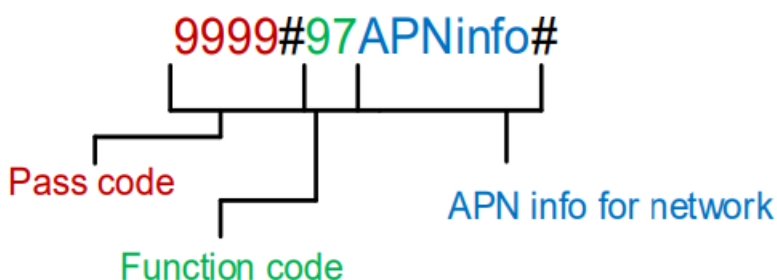 9999#97APNinfo#
Pass code
APN info for network
Function code